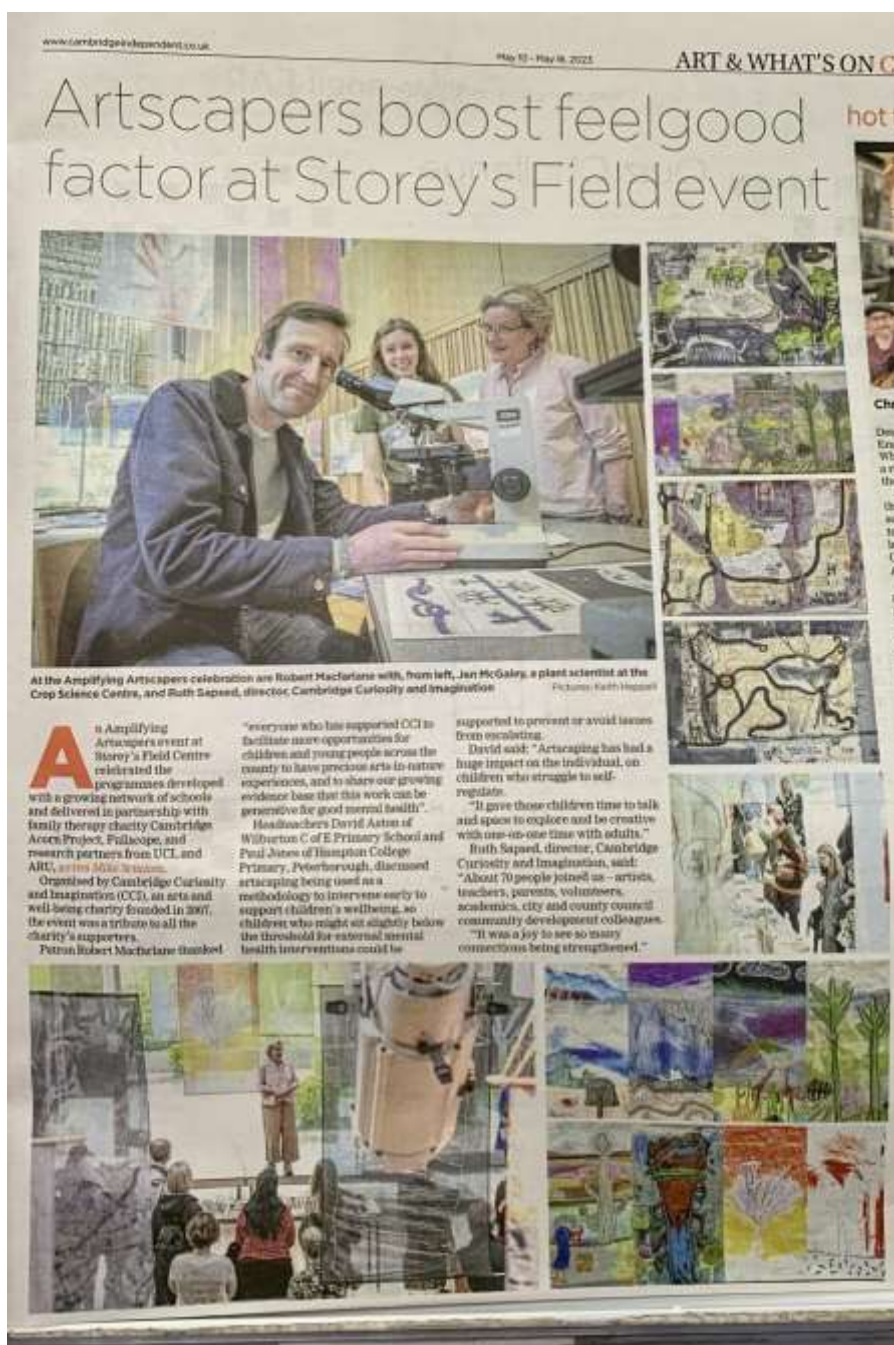 www.cambridgeindependent.co.uk
May 10 - May 16, 2023
ART & WHAT'S ON C
Artscapers boost feelgood
factor at Storey's Field event
hot
At the Amplifying Artscapers celebration are Robert Macfarlane with, from left, Jen McGaley, a plant scientist at the
Crop Science Centre, and Ruth Sapsed, director, Cambridge Curiosity and Imagination
Pictures: Keith Heppell
An Amplifying
Artscapers event at
Storey's Field Centre
celebrated the
programmes developed
with a growing network of schools
and delivered in partnership with
family therapy charity Cambridge
Acorn Project, Fullscope, and
research partners from UCL and
ARU, writes Mike
Organised by Cambridge Curiosity
and Imagination (CCI), an arts and
well-being charity founded in 2007,
the event was a tribute to all the
charity's supporters.
Patron Robert Macfarlane thanked
"everyone who has supported CCI to
facilitate more opportunities for
children and young people across the
county to have precious arts-in-nature
experiences, and to share our growing
evidence base that this work can be
generative for good mental health".
Headteachers David Aston of
Wilburton C of E Primary School and
Paul Jones of Hampton College
Primary, Peterborough, discussed
artscaping being used as a
methodology to intervene early to
support children's wellbeing, so
children who might sit slightly below
the threshold for external mental
health interventions could be
supported to prevent or avoid issues
from escalating.
David said: "Artscaping has had a
huge impact on the individual, on
children who struggle to self-
regulate.
"It gave those children time to talk
and space to explore and be creative
with one-on-one time with adults."
Ruth Sapsed, director, Cambridge
Curiosity and Imagination, said:
"About 70 people joined us – artists,
teachers, parents, volunteers,
academics, city and county council
community development colleagues.
"It was a joy to see so many
connections being strengthened."